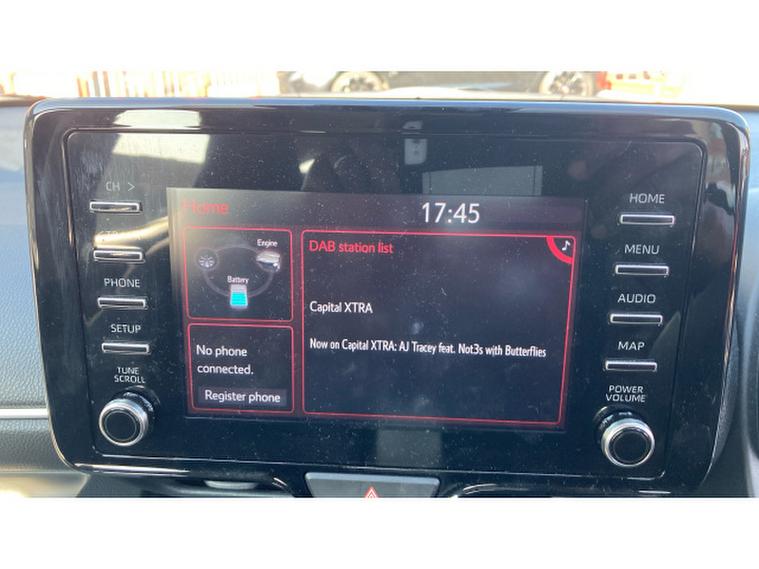 CH >
PHONE
SETUP
TUNE
SCROLL
Home
17:45
Engine
Battery
No phone
connected.
Register phone
DAB station list
Capital XTRA
Now on Capital XTRA: AJ Tracey feat. Not3s with Butterflies
HOME
MENU
AUDIO
MAP
POWER
VOLUME